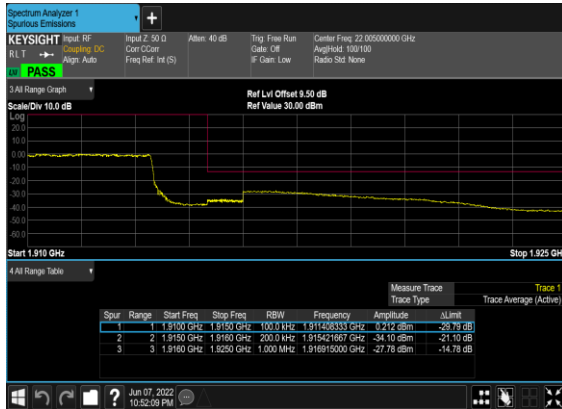 Spectrum Analyzer 1
Spurious Emissions
+
KEYSIGHT Input: RF Input Z: 50 Ω Atten: 40 dB Trig: Free Run Center Freq: 22.005000000 GHz
RLT Coupling: DC Corr CCorr Gate: Off Avg|Hold: 100/100
Align: Auto Freq Ref: Int (S) IF Gain: Low Radio Std: None
PASS
3 All Range Graph
Ref Lvl Offset 9.50 dB
Scale/Div 10.0 dB Ref Value 30.00 dBm
Log
20.0
10.0
0.00
-10.0
-20.0
-30.0
-40.0
-50.0
-60.0
Start 1.910 GHz Stop 1.925 GH
4 All Range Table
Measure Trace Trace 1
Trace Type Trace Average (Active)
Spur Range Start Freq Stop Freq RBW Frequency Amplitude ΔLimit
1 1 1.9100 GHz 1.9150 GHz 100.0 kHz 1.911408333 GHz 0.212 dBm -29.79 dB
2 2 1.9150 GHz 1.9160 GHz 200.0 kHz 1.915421667 GHz -34.10 dBm -21.10 dB
3 3 1.9160 GHz 1.9250 GHz 1.000 MHz 1.916915000 GHz -27.78 dBm -14.78 dB
? Jun 07, 2022
10:52:09 PM